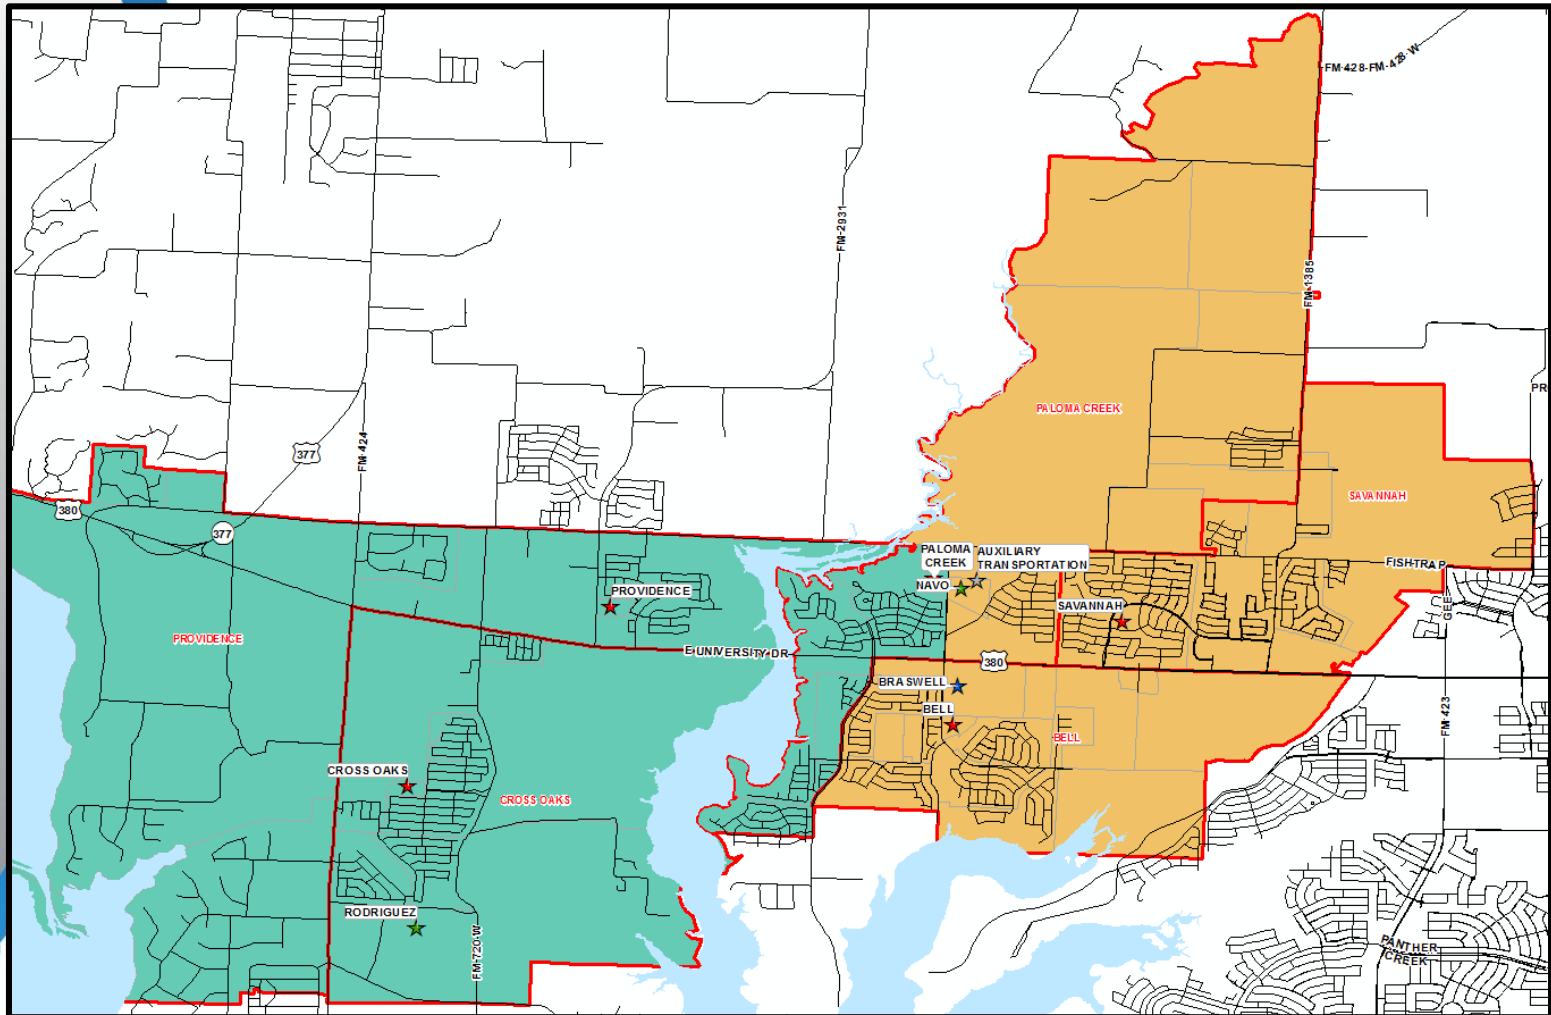 FM-428-FM-428-W
FM-2931
FM-1385
PR
PALOMA CREEK
FM-424
377
SAVANNAH
380
377
PALOMA
CREEK
AUXILIARY
TRANSPORTATION
FISHTRAP
NAVO
PROVIDENCE
SAVANNAH
GEE
PROVIDENCE
E UNIVERSITY DR
380
BRASWELL
BELL
FM-423
BELL
CROSS OAKS
CROSS OAKS
RODRIGUEZ
FM-720-W
PANTHER
CREEK